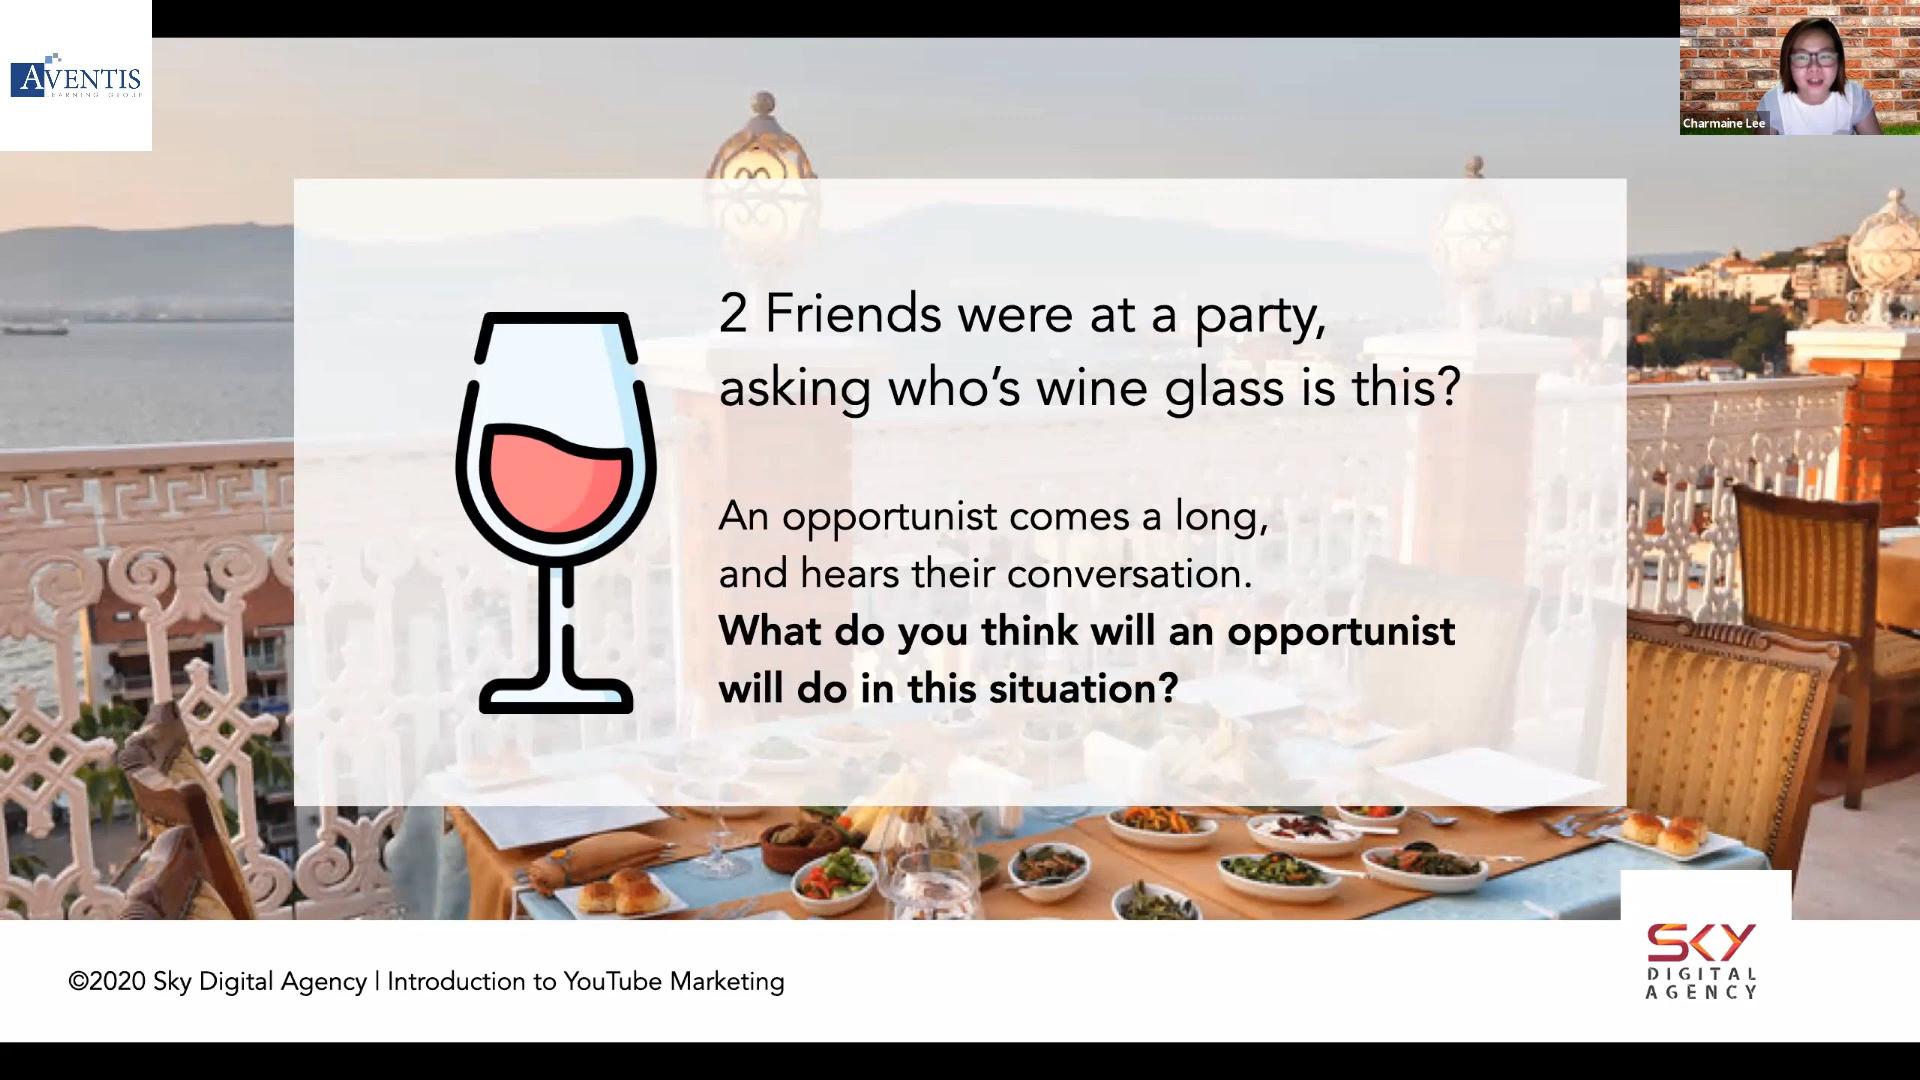 AVENTIS
LEARNING GROUP
Charmaine Lee
2 Friends were at a party,
asking who’s wine glass is this?
An opportunist comes a long,
and hears their conversation.
What do you think will an opportunist
will do in this situation?
©2020 Sky Digital Agency | Introduction to YouTube Marketing
SKY
DIGITAL
AGENCY